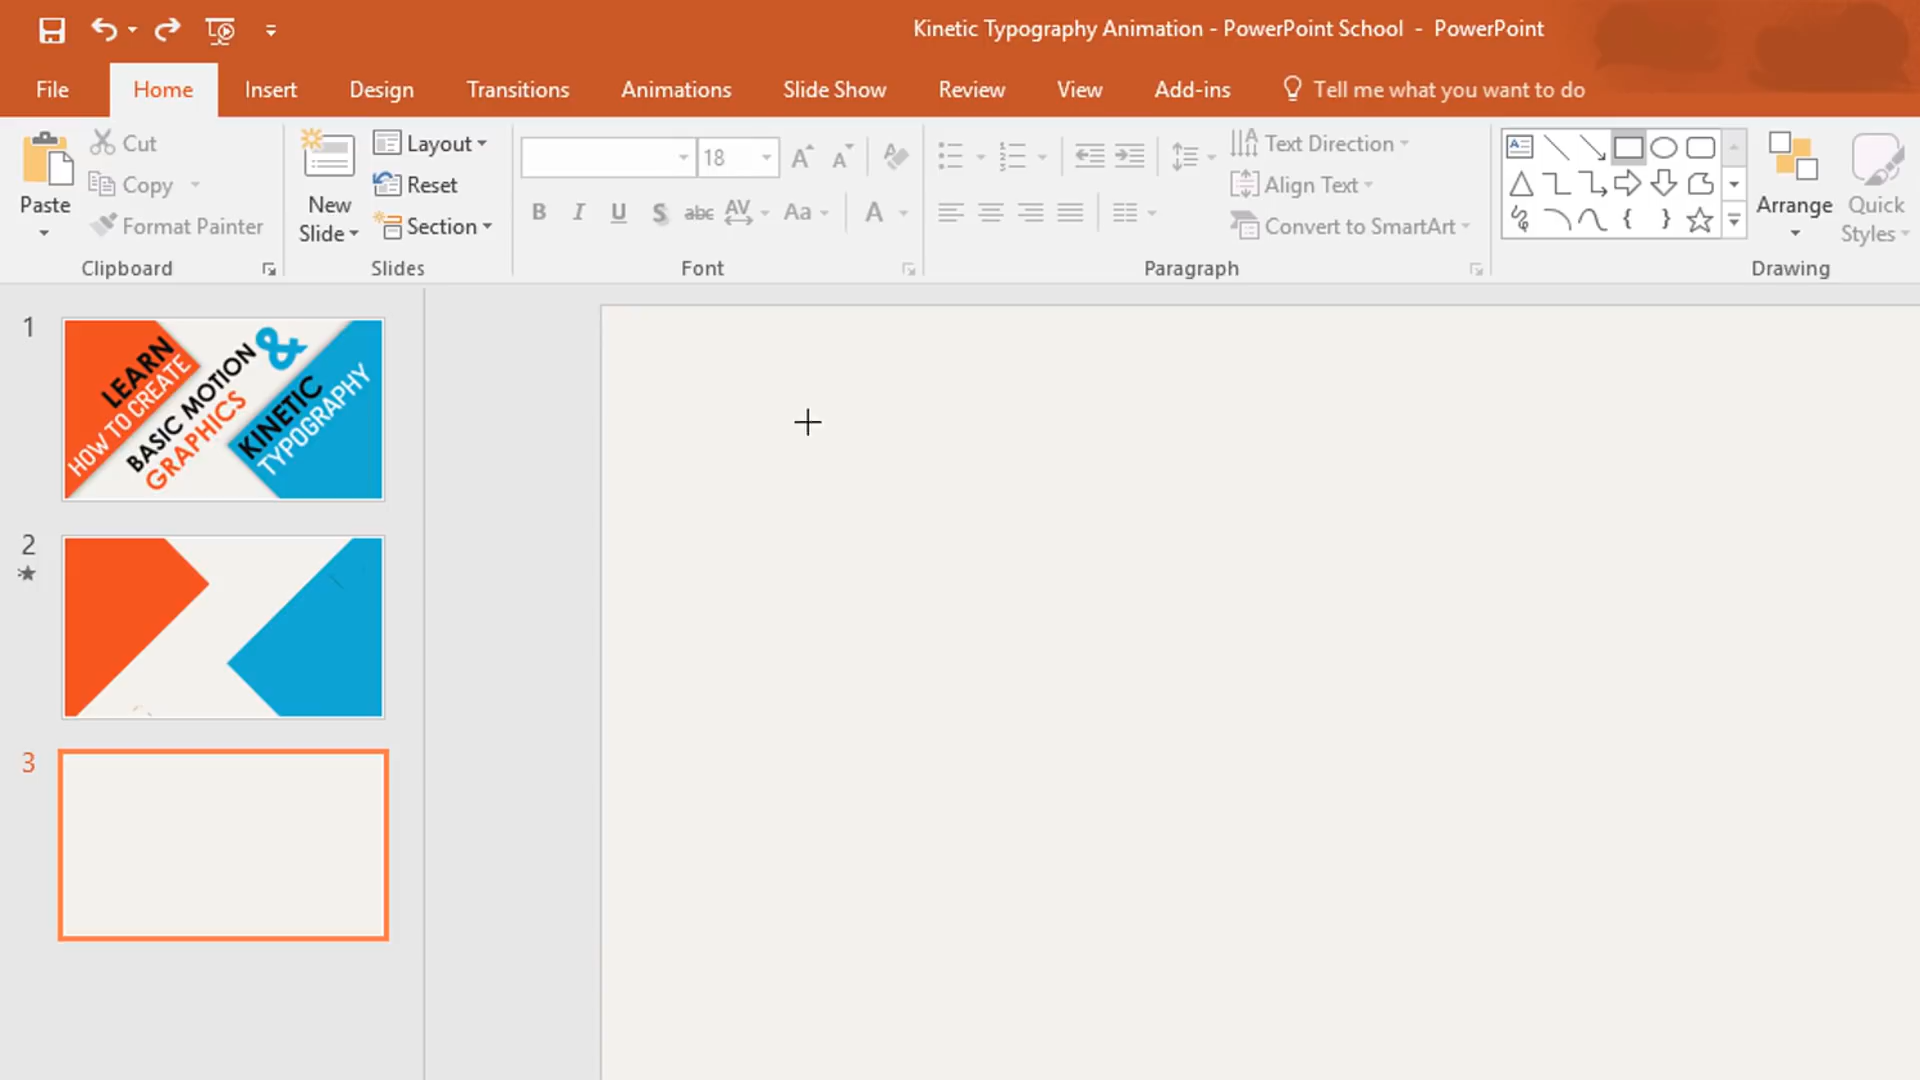 Kinetic Typography Animation - PowerPoint School - PowerPoint
File Home Insert Design Transitions Animations Slide Show Review View Add-ins Tell me what you want to do
Paste
Cut
Copy
Format Painter
Clipboard
New
Slide
Layout
Reset
Section
Slides
18
B I U S abc AV Aa A
Font
Text Direction
Align Text
Convert to SmartArt
Paragraph
Arrange
Quick
Styles
Drawing
1
LEARN
HOW TO CREATE
BASIC MOTION &
GRAPHICS
KINETIC
TYPOGRAPHY
2
3